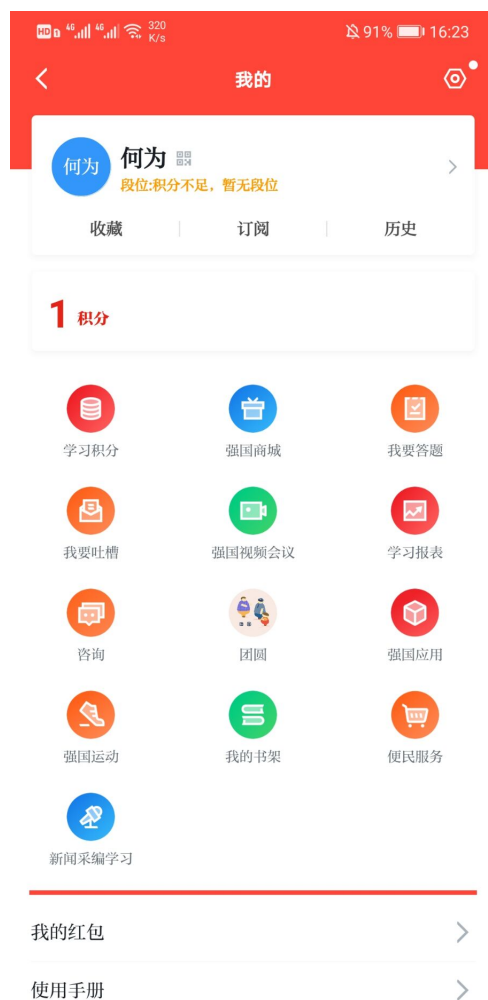 HD 1 46 46 320 K/s 91% 16:23
我的
何为 何为
段位:积分不足，暂无段位
收藏 订阅 历史
1 积分
学习积分 强国商城 我要答题
我要吐槽 强国视频会议 学习报表
咨询 团圆 强国应用
强国运动 我的书架 便民服务
新闻采编学习
我的红包
使用手册